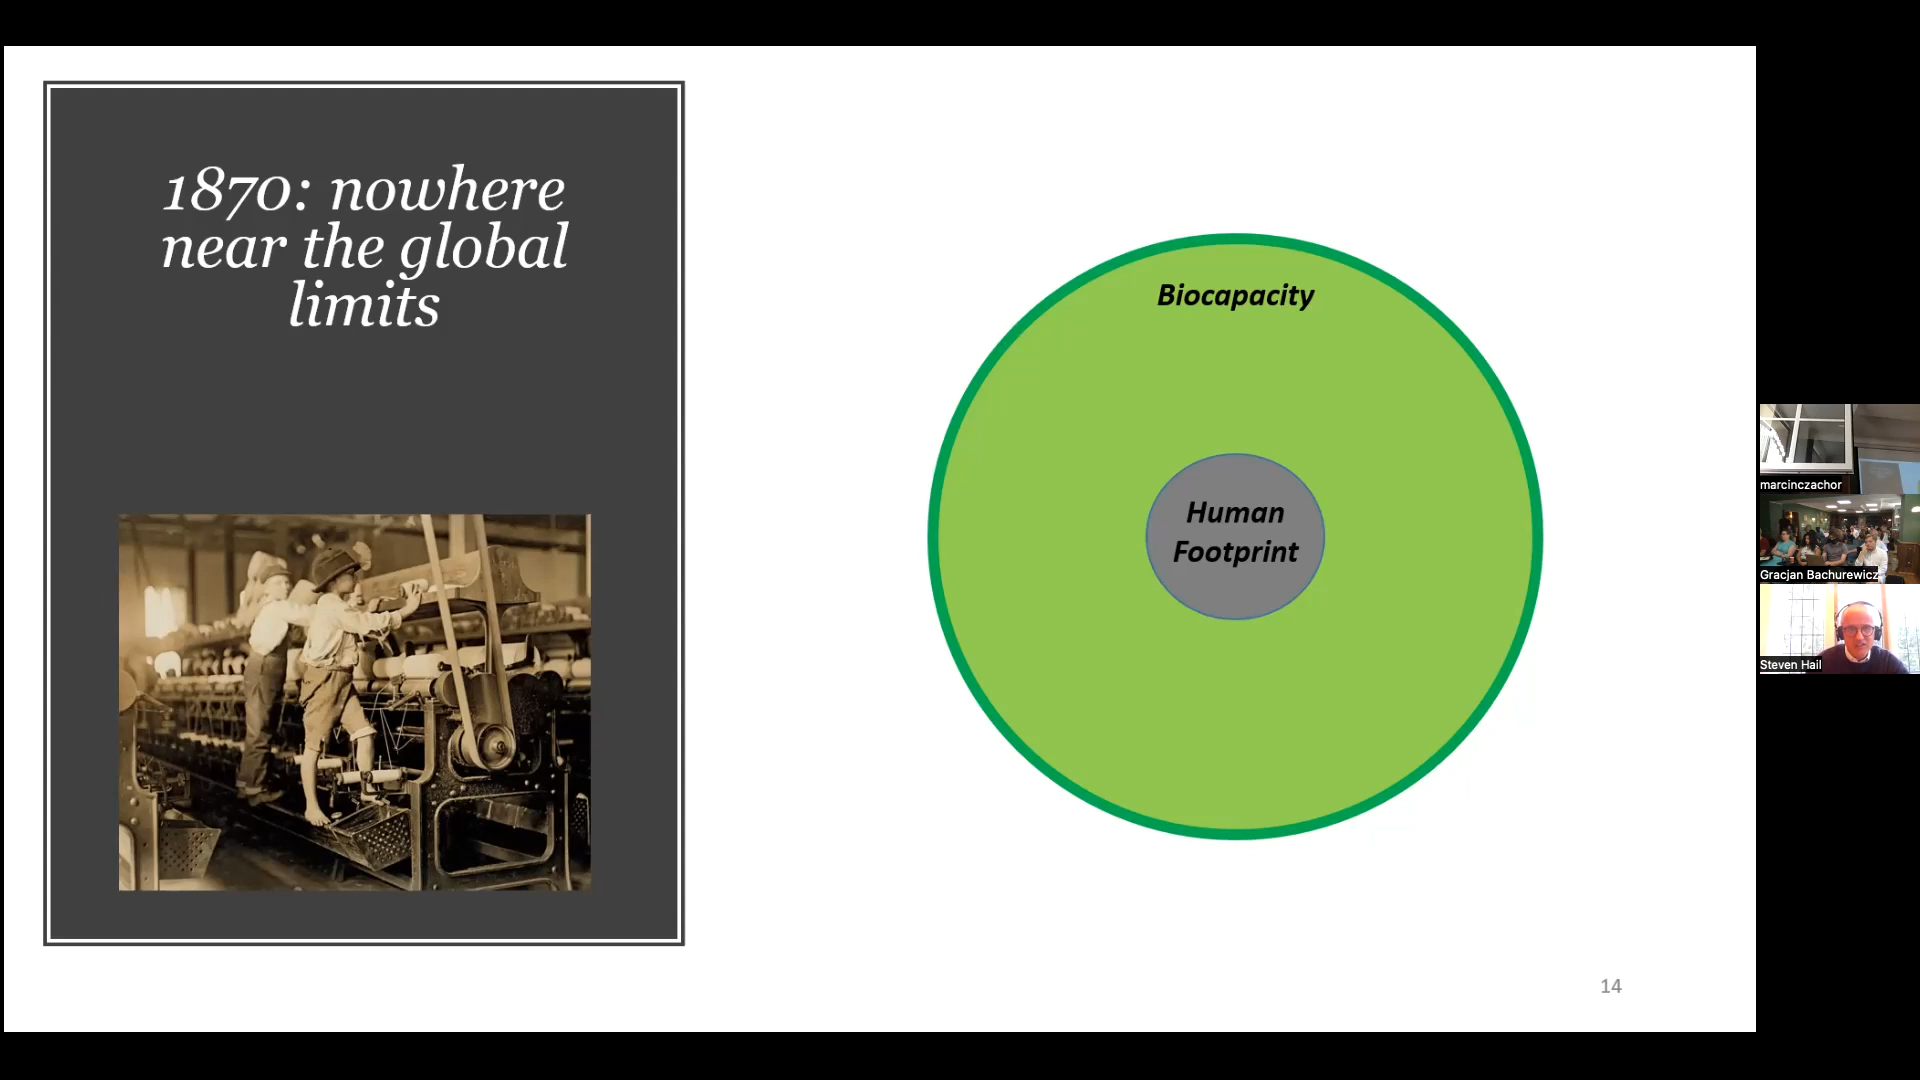 1870: nowhere
near the global
limits
Biocapacity
Human
Footprint
14
marcinczachor
Gracjan Bachurewicz
Steven Hail